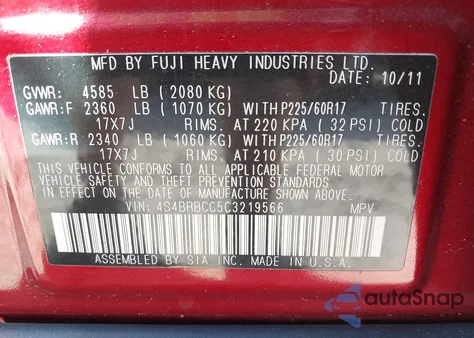 MFD. BY FUJI HEAVY INDUSTRIES LTD.
DATE: 10/11
GVWR: 4585 LB (2080 KG)
GAWR:F 2360 LB (1070 KG) WITH P225/60R17 TIRES.
17X7J RIMS. AT 220 KPA (32 PSI) COLD
GAWR:R 2340 LB (1060 KG) WITH P225/60R17 TIRES.
17X7J RIMS. AT 210 KPA (30 PSI) COLD
THIS VEHICLE CONFORMS TO ALL APPLICABLE FEDERAL MOTOR
VEHICLE SAFETY AND THEFT PREVENTION STANDARDS IN EFFECT
ON THE DATE OF MANUFACTURE SHOWN ABOVE.
VIN: 4S4BRBCC5C3219566 MPV
ASSEMBLED BY SIA INC. MADE IN U.S.A.
autoSnap